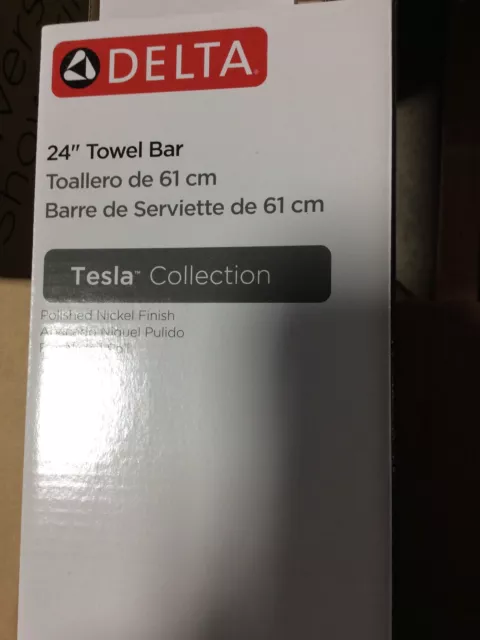 DELTA
24" Towel Bar
Toallero de 61 cm
Barre de Serviette de 61 cm
Tesla™ Collection
Polished Nickel Finish
Niquel Pulido